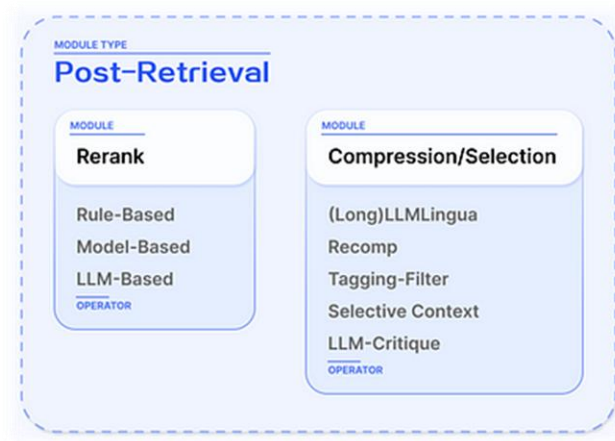 MODULE TYPE
Post-Retrieval
MODULE
Rerank
Rule-Based
Model-Based
LLM-Based
OPERATOR
MODULE
Compression/Selection
(Long)LLMLingua
Recomp
Tagging-Filter
Selective Context
LLM-Critique
OPERATOR